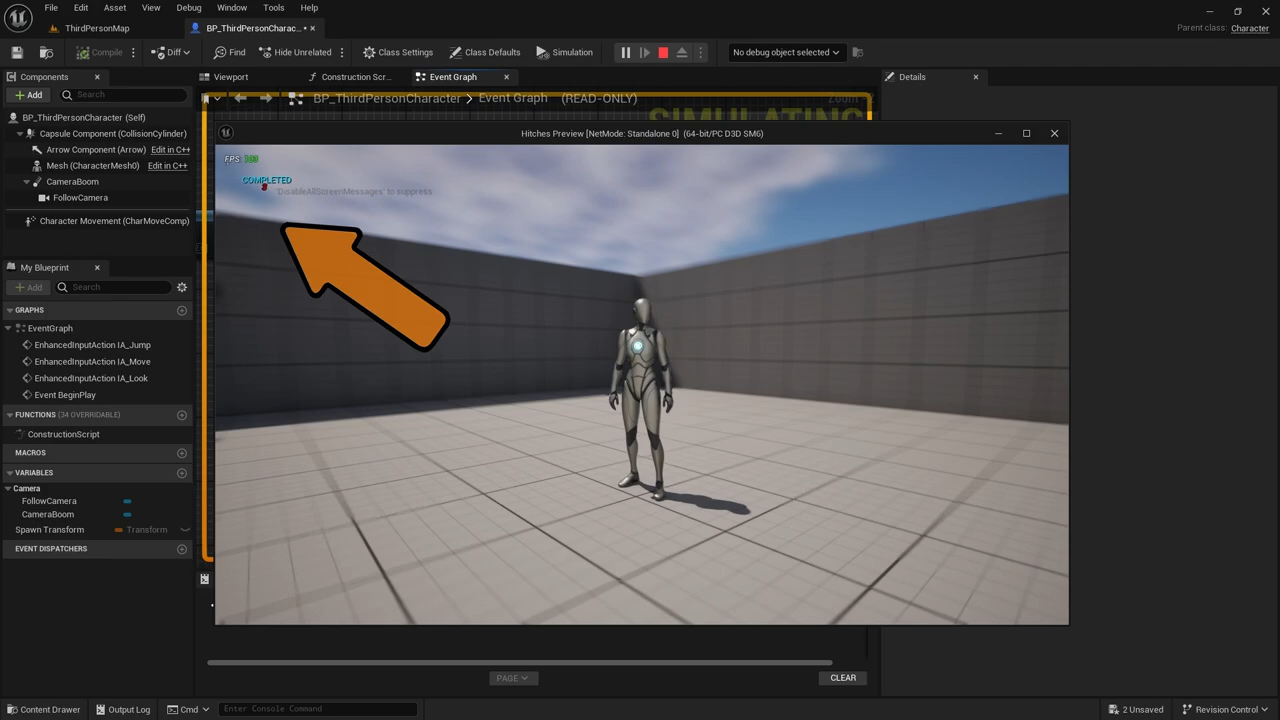 File Edit Asset View Debug Window Tools Help
ThirdPersonMap
BP_ThirdPersonCharac... •
Parent class: Character
Compile
Diff
Find
Hide Unrelated
Class Settings
Class Defaults
Simulation
No debug object selected
Components
Viewport
Construction Scr...
Event Graph
Details
+ Add
Search
BP_ThirdPersonCharacter > Event Graph (READ-ONLY)
SIMULATING
BP_ThirdPersonCharacter (Self)
Capsule Component (CollisionCylinder)
Arrow Component (Arrow) Edit in C++
Mesh (CharacterMesh0) Edit in C++
CameraBoom
FollowCamera
Character Movement (CharMoveComp)
Hitches Preview [NetMode: Standalone 0] (64-bit/PC D3D SM6)
FPS
COMPLETED
'DisableAllScreenMessages' to suppress
My Blueprint
+ Add
Search
GRAPHS
EventGraph
EnhancedInputAction IA_Jump
EnhancedInputAction IA_Move
EnhancedInputAction IA_Look
Event BeginPlay
FUNCTIONS (34 OVERRIDABLE)
ConstructionScript
MACROS
VARIABLES
Camera
FollowCamera
CameraBoom
Spawn Transform Transform
EVENT DISPATCHERS
PAGE
CLEAR
Content Drawer
Output Log
Cmd
Enter Console Command
2 Unsaved
Revision Control